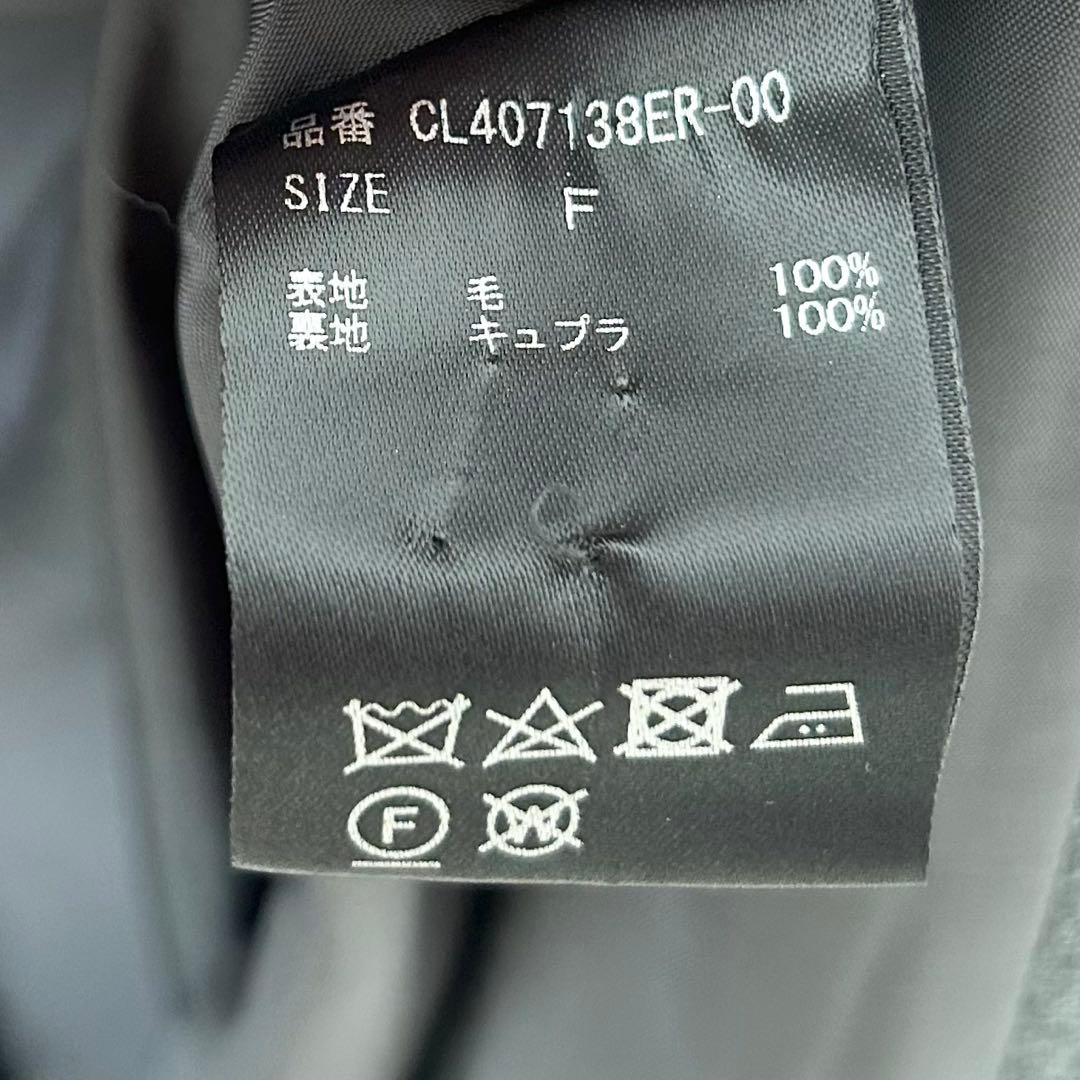 品番 CL407138ER-00
SIZE F
表地 毛 100%
裏地 キュプラ 100%
F
W